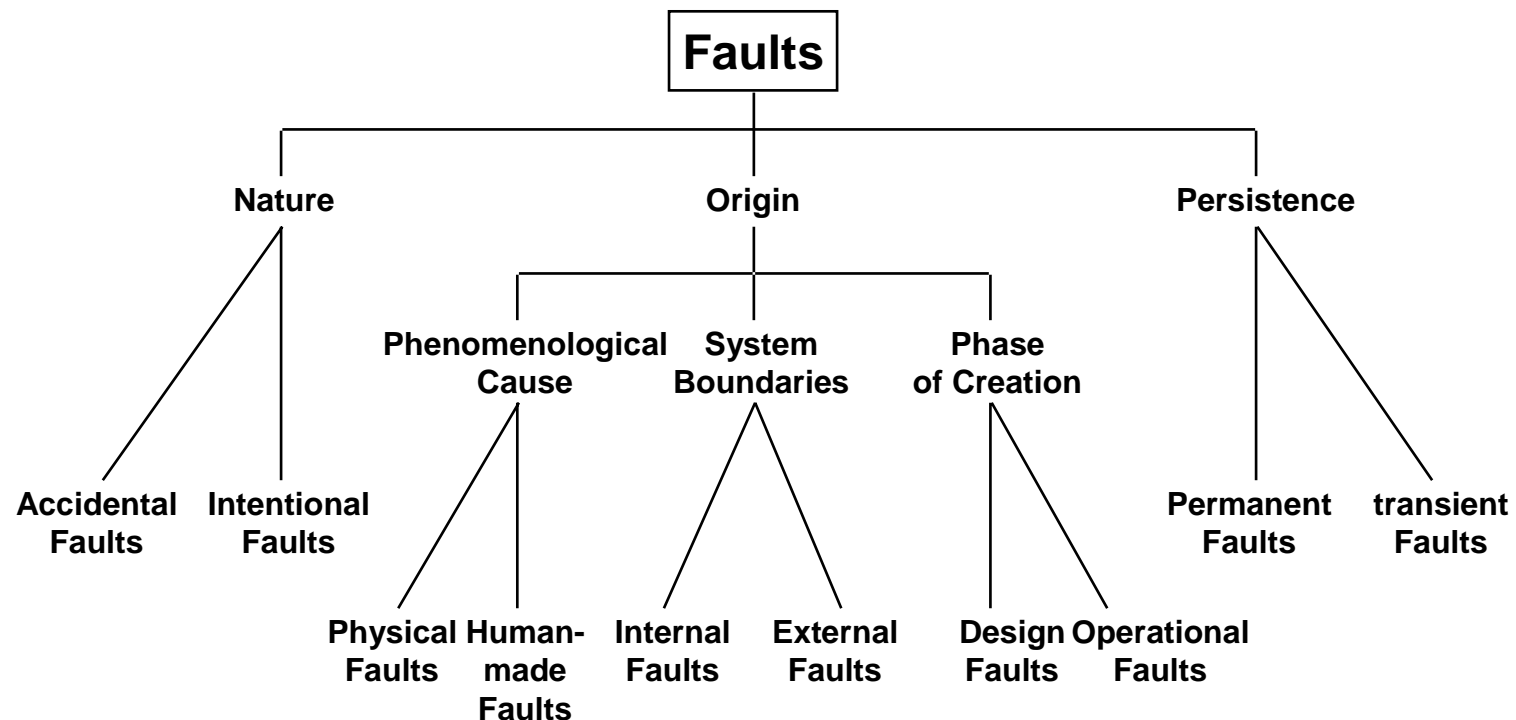 Faults
Nature
Origin
Persistence
Phenomenological
Cause
System
Boundaries
Phase
of Creation
Accidental
Faults
Intentional
Faults
Permanent
Faults
transient
Faults
Physical
Faults
Human-
made
Faults
Internal
Faults
External
Faults
Design
Faults
Operational
Faults